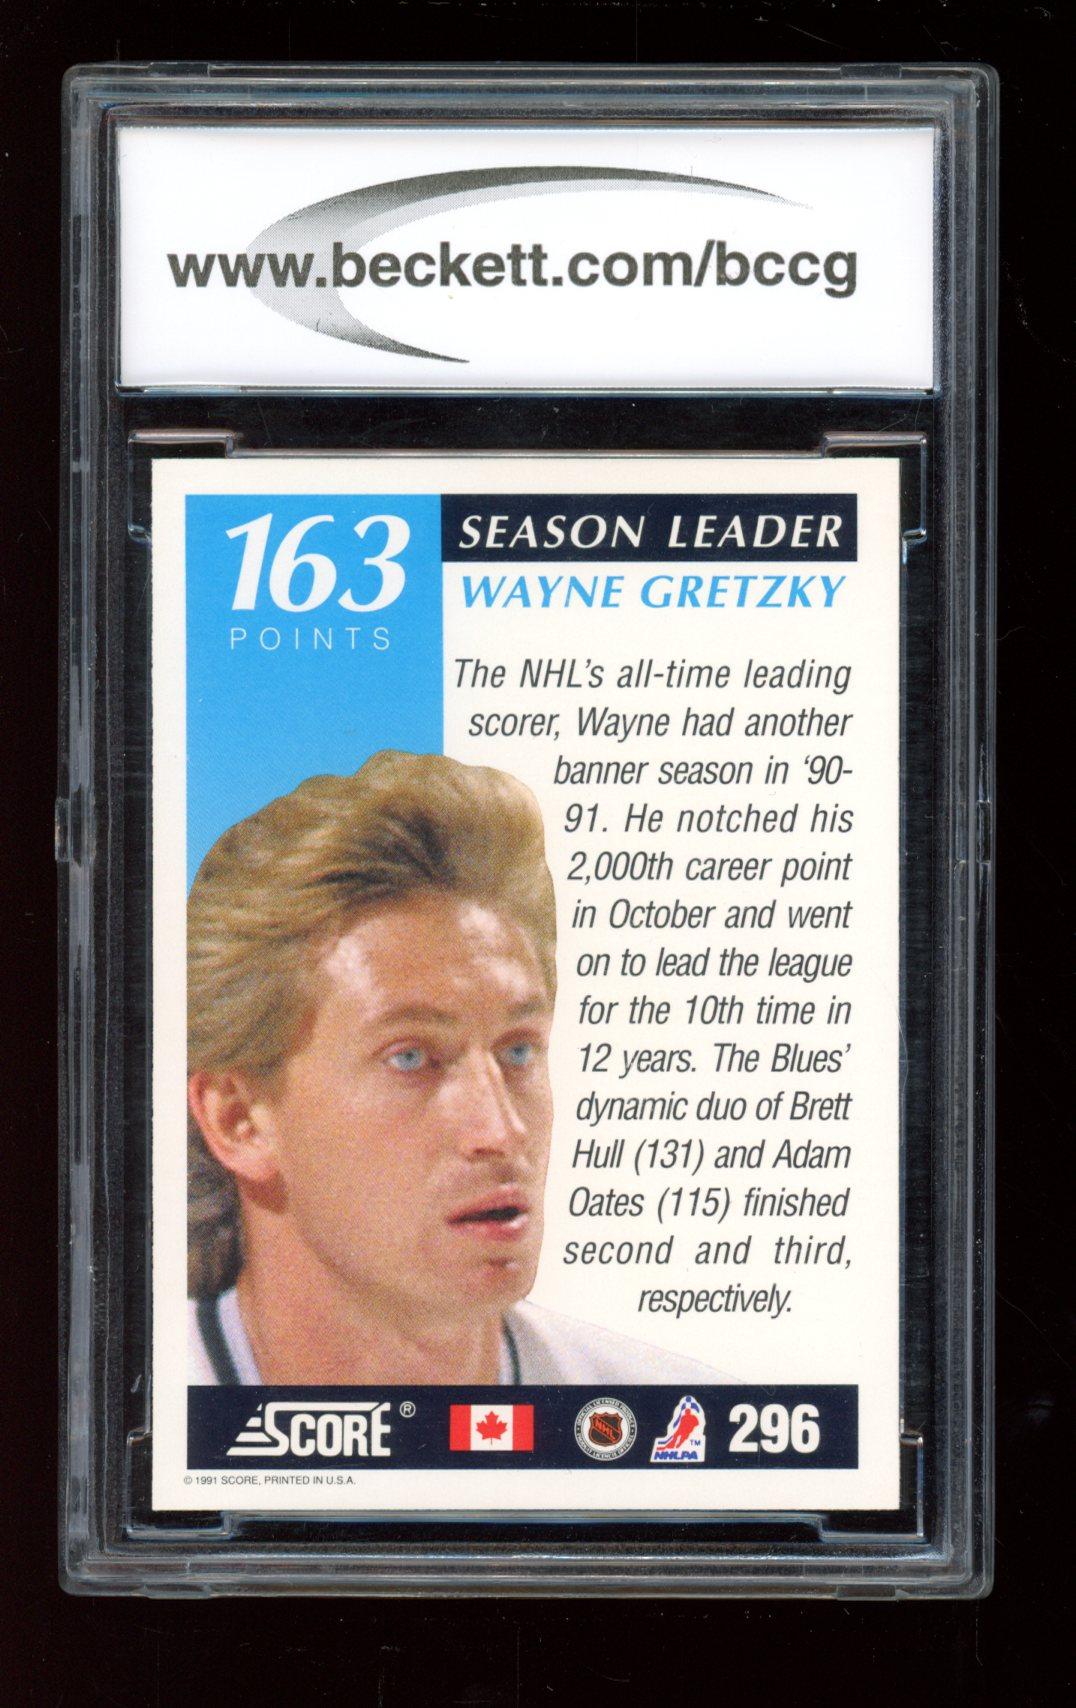 www.beckett.com/bccg
163
POINTS
SEASON LEADER
WAYNE GRETZKY
The NHL's all-time leading
scorer, Wayne had another
banner season in ‘90-
91. He notched his
2,000th career point
in October and went
on to lead the league
for the 10th time in
12 years. The Blues’
dynamic duo of Brett
Hull (131) and Adam
Oates (115) finished
second and third,
respectively.
SCORE®
NHL
NHLPA
TM
296
© 1991 SCORE, PRINTED IN U.S.A.